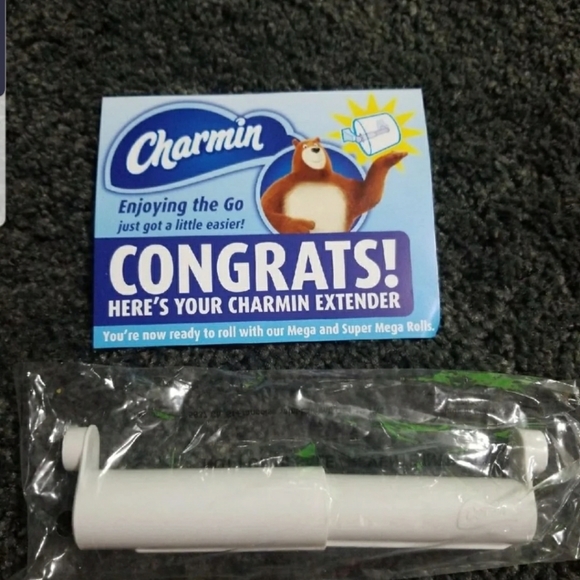 Charmin
Enjoying the Go
just got a little easier!
CONGRATS!
HERE'S YOUR CHARMIN EXTENDER
You're now ready to roll with our Mega and Super Mega Rolls.